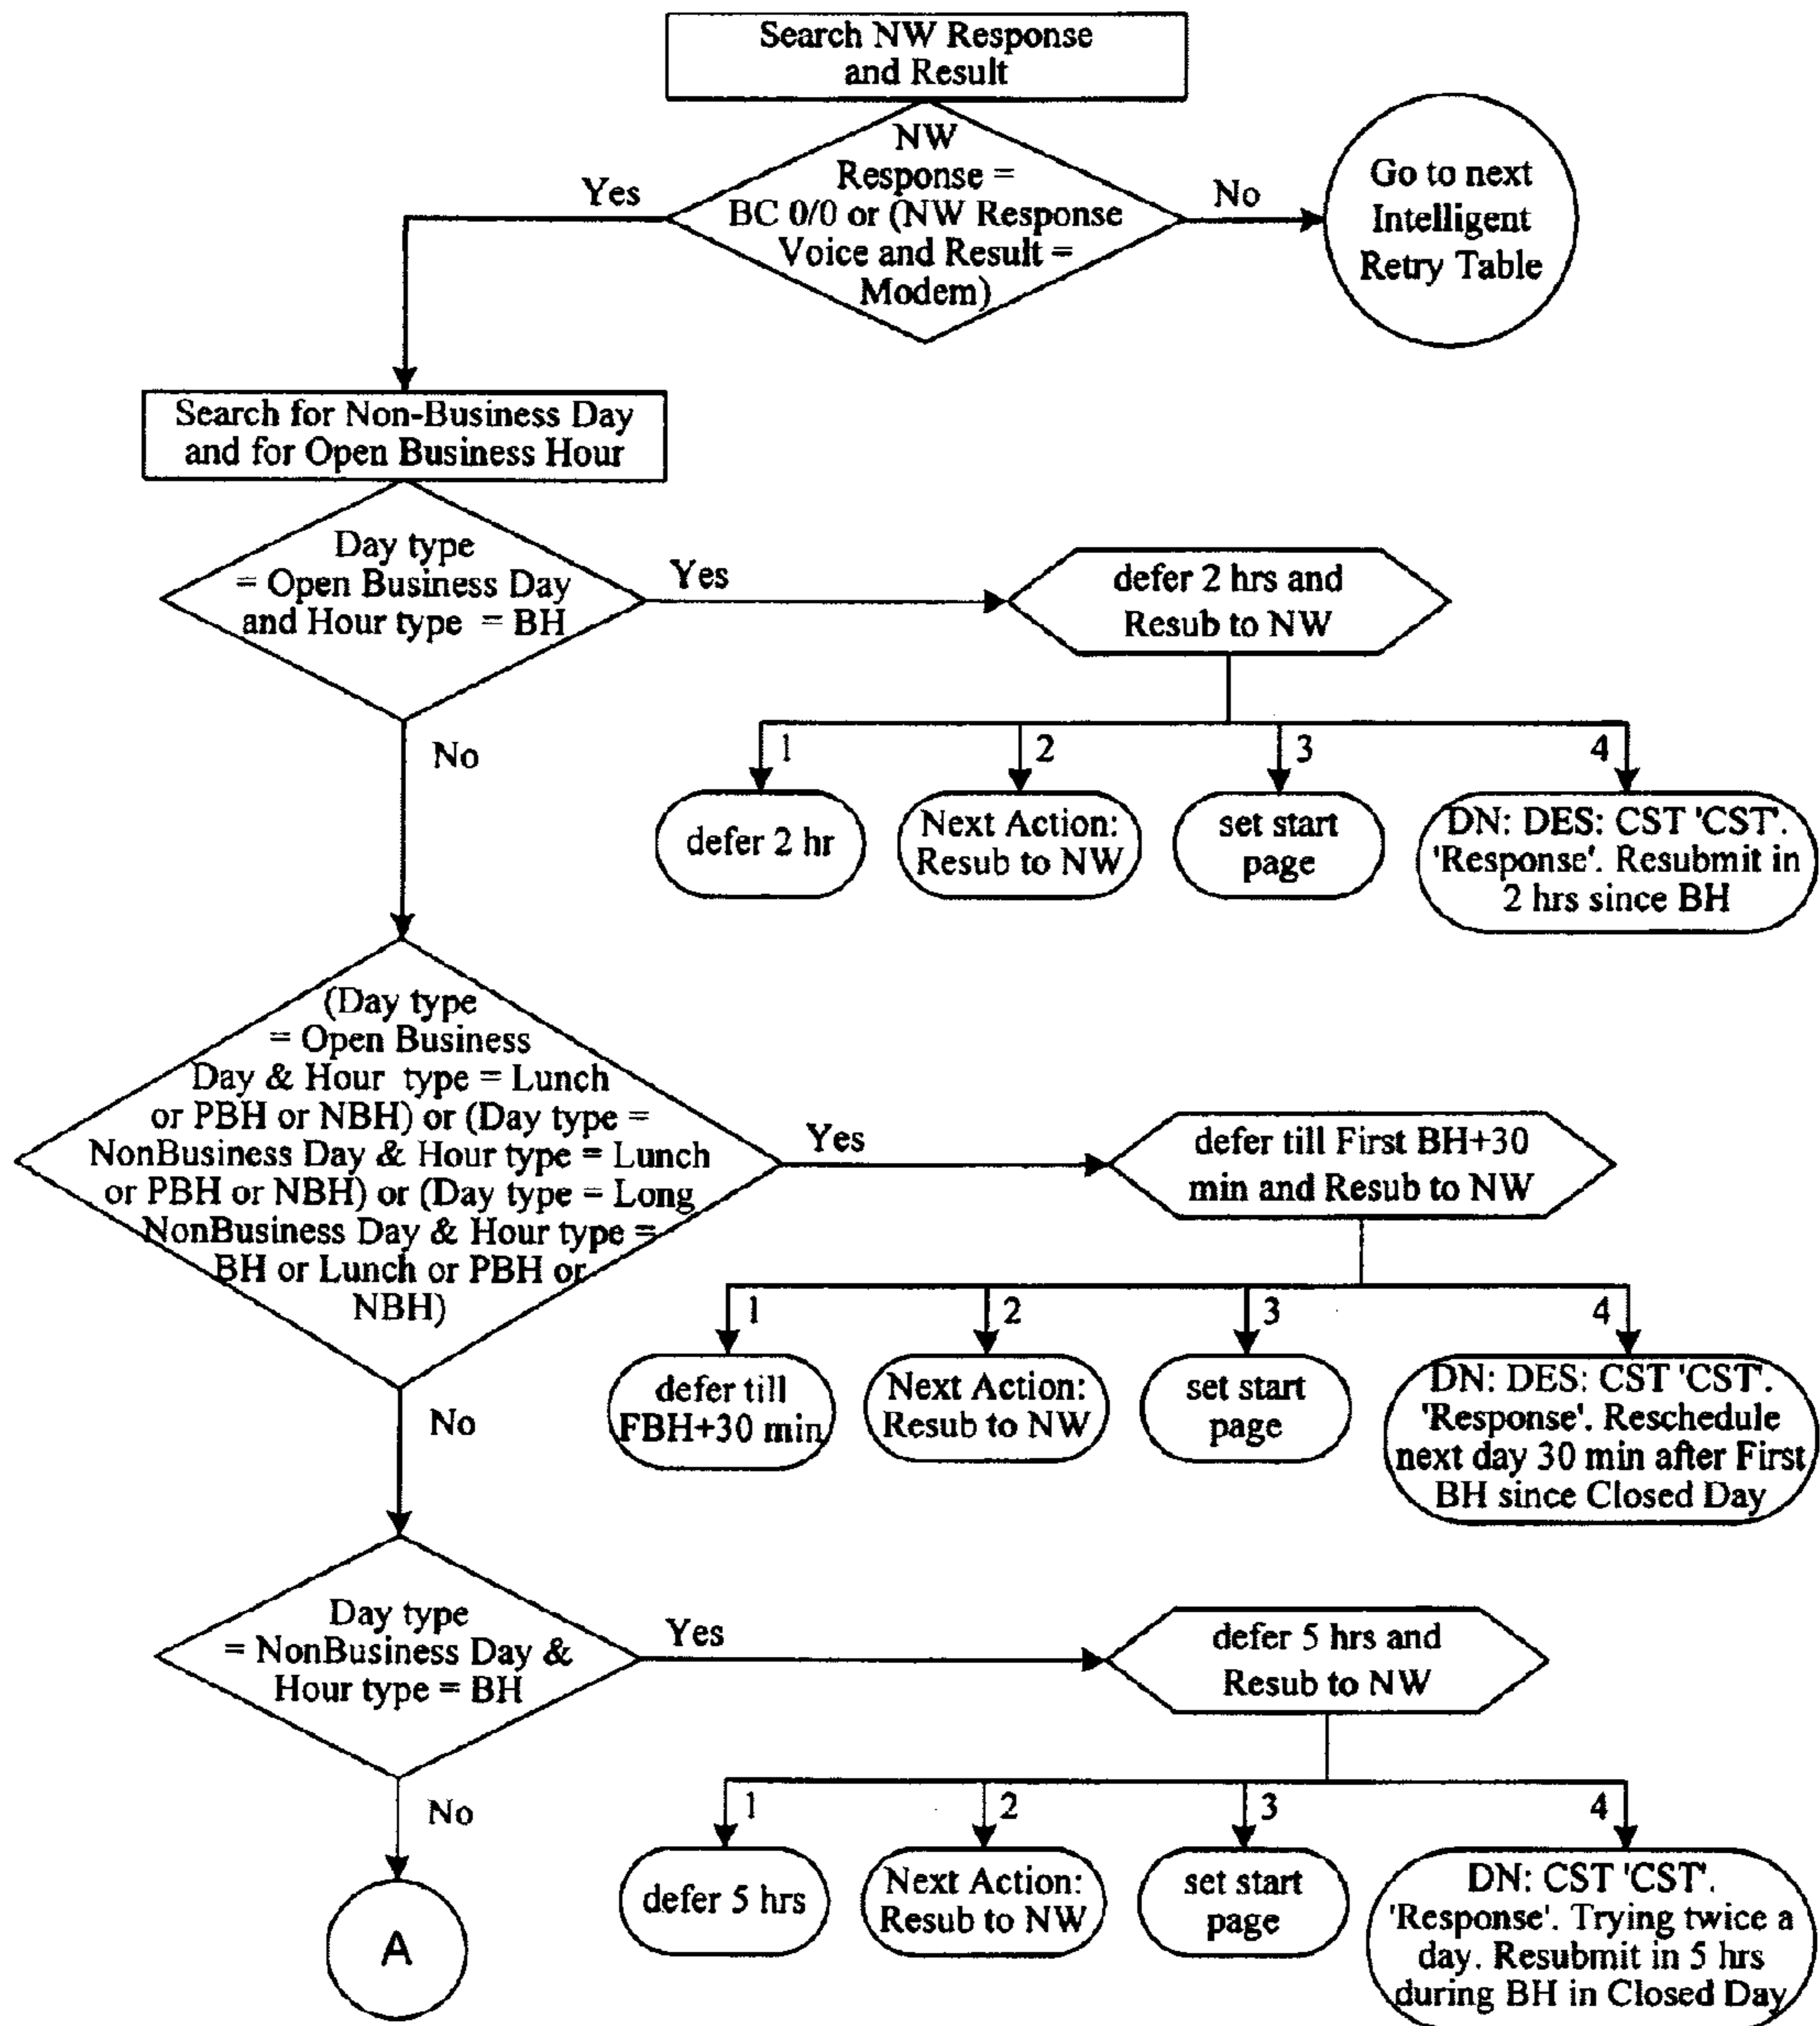 Search NW Response
and Result
NW
Response =
BC 0/0 or (NW Response
Voice and Result =
Modem)
Yes
No
Go to next
Intelligent
Retry Table
Search for Non-Business Day
and for Open Business Hour
Day type
= Open Business Day
and Hour type = BH
Yes
defer 2 hrs and
Resub to NW
No
1
2
3
4
defer 2 hr
Next Action:
Resub to NW
set start
page
DN: DES: CST 'CST'.
'Response'. Resubmit in
2 hrs since BH
(Day type
= Open Business
Day & Hour type = Lunch
or PBH or NBH) or (Day type =
NonBusiness Day & Hour type = Lunch
or PBH or NBH) or (Day type = Long
NonBusiness Day & Hour type =
BH or Lunch or PBH or
NBH)
Yes
defer till First BH+30
min and Resub to NW
No
1
2
3
4
defer till
FBH+30 min
Next Action:
Resub to NW
set start
page
DN: DES: CST 'CST'.
'Response'. Reschedule
next day 30 min after First
BH since Closed Day
Day type
= NonBusiness Day &
Hour type = BH
Yes
defer 5 hrs and
Resub to NW
No
1
2
3
4
defer 5 hrs
Next Action:
Resub to NW
set start
page
DN: CST 'CST'.
'Response'. Trying twice a
day. Resubmit in 5 hrs
during BH in Closed Day
A